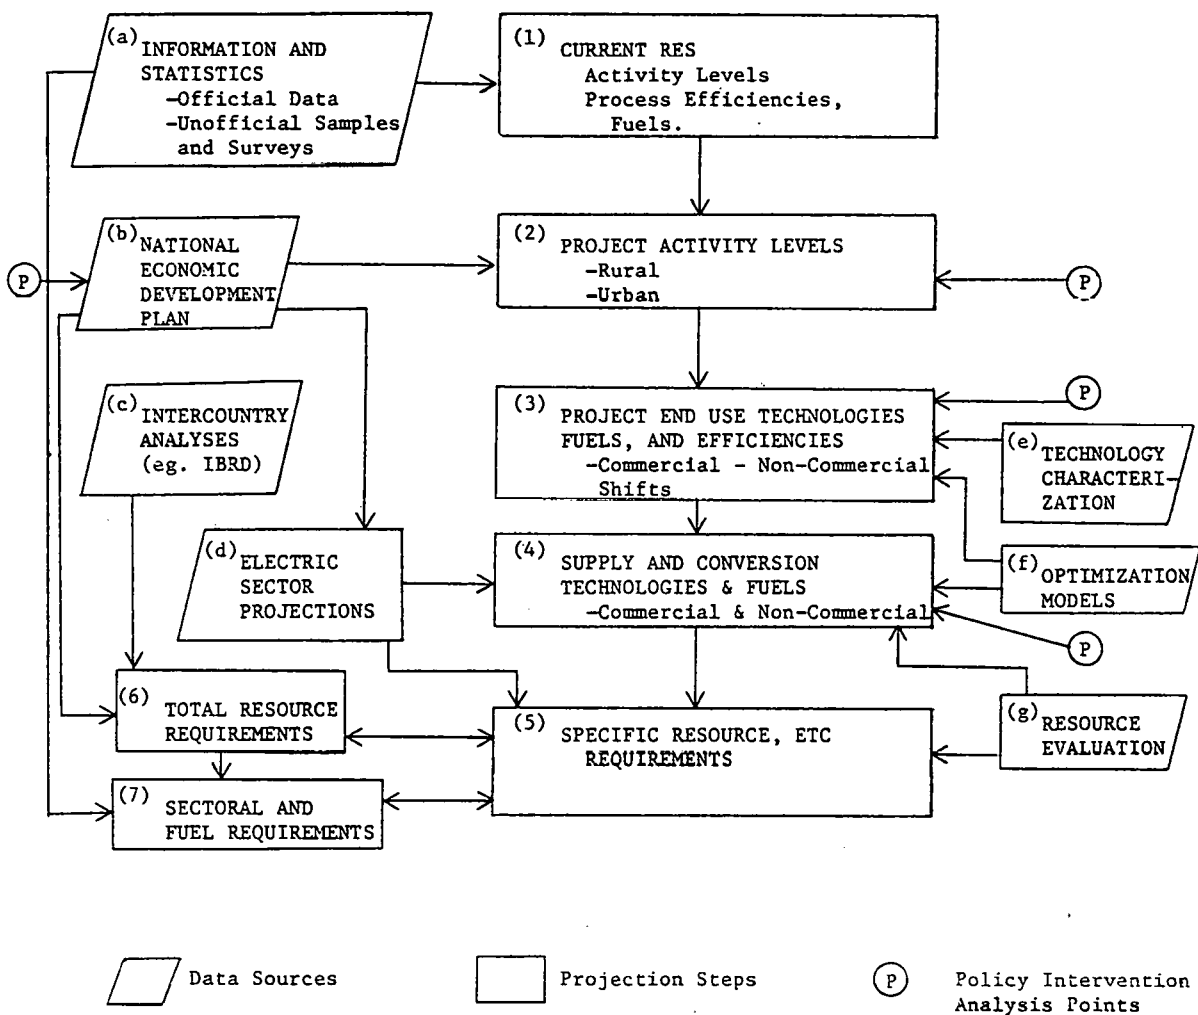 (a) INFORMATION AND
STATISTICS
-Official Data
-Unofficial Samples
and Surveys
(1) CURRENT RES
Activity Levels
Process Efficiencies,
Fuels.
(b) NATIONAL
ECONOMIC
DEVELOPMENT
PLAN
P
(2) PROJECT ACTIVITY LEVELS
-Rural
-Urban
P
(c) INTERCOUNTRY
ANALYSES
(eg. IBRD)
(3) PROJECT END USE TECHNOLOGIES
FUELS, AND EFFICIENCIES
-Commercial - Non-Commercial
Shifts
P
(e) TECHNOLOGY
CHARACTERI-
ZATION
(d) ELECTRIC
SECTOR
PROJECTIONS
(4) SUPPLY AND CONVERSION
TECHNOLOGIES & FUELS
-Commercial & Non-Commercial
(f) OPTIMIZATION
MODELS
P
(6) TOTAL RESOURCE
REQUIREMENTS
(5) SPECIFIC RESOURCE, ETC
REQUIREMENTS
(g) RESOURCE
EVALUATION
(7) SECTORAL AND
FUEL REQUIREMENTS
Data Sources
Projection Steps
P Policy Intervention
Analysis Points